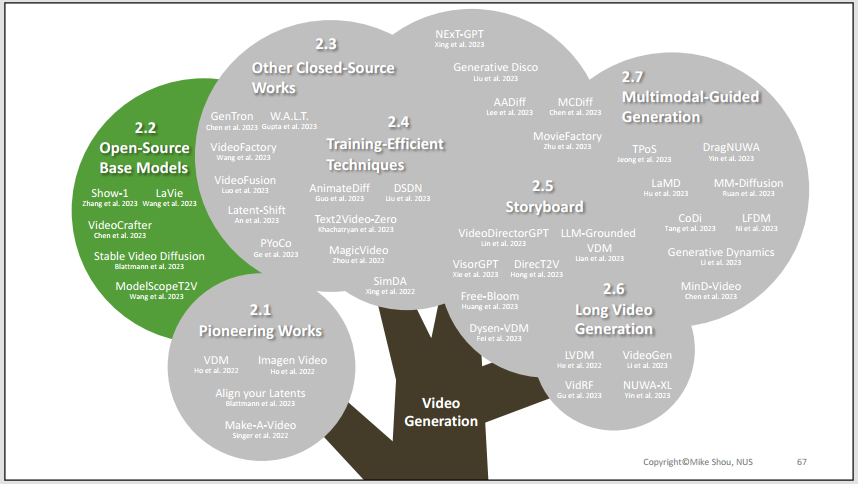 2.2
Open-Source
Base Models
Show-1 LaVie
Zhang et al. 2023 Wang et al. 2023
VideoCrafter
Chen et al. 2023
Stable Video Diffusion
Blattmann et al. 2023
ModelScopeT2V
Wang et al. 2023
2.3
Other Closed-Source
Works
GenTron W.A.L.T.
Chen et al. 2023 Gupta et al. 2023
VideoFactory
Wang et al. 2023
VideoFusion
Luo et al. 2023
Latent-Shift
An et al. 2023
PYoCo
Ge et al. 2023
2.4
Training-Efficient
Techniques
AnimateDiff DSDN
Guo et al. 2023 Liu et al. 2023
Text2Video-Zero
Khachatryan et al. 2023
MagicVideo
Zhou et al. 2022
SimDA
Xing et al. 2022
NExT-GPT
Xing et al. 2023
Generative Disco
Liu et al. 2023
AADiff MCDiff
Lee et al. 2023 Chen et al. 2023
MovieFactory
Zhu et al. 2023
2.5
Storyboard
VideoDirectorGPT LLM-Grounded
Lin et al. 2023 VDM
Lian et al. 2023
VisorGPT DirecT2V
Xie et al. 2023 Hong et al. 2023
Free-Bloom
Huang et al. 2023
Dysen-VDM
Fei et al. 2023
2.7
Multimodal-Guided
Generation
TPoS DragNUWA
Jeong et al. 2023 Yin et al. 2023
LaMD MM-Diffusion
Hu et al. 2023 Ruan et al. 2023
CoDi LFDM
Tang et al. 2023 Ni et al. 2023
Generative Dynamics
Li et al. 2023
MinD-Video
Chen et al. 2023
2.6
Long Video
Generation
LVDM VideoGen
He et al. 2022 Li et al. 2023
VidRF NUWA-XL
Gu et al. 2023 Yin et al. 2023
2.1
Pioneering Works
VDM Imagen Video
Ho et al. 2022 Ho et al. 2022
Align your Latents
Blattmann et al. 2023
Make-A-Video
Singer et al. 2022
Video
Generation
Copyright©Mike Shou, NUS 67